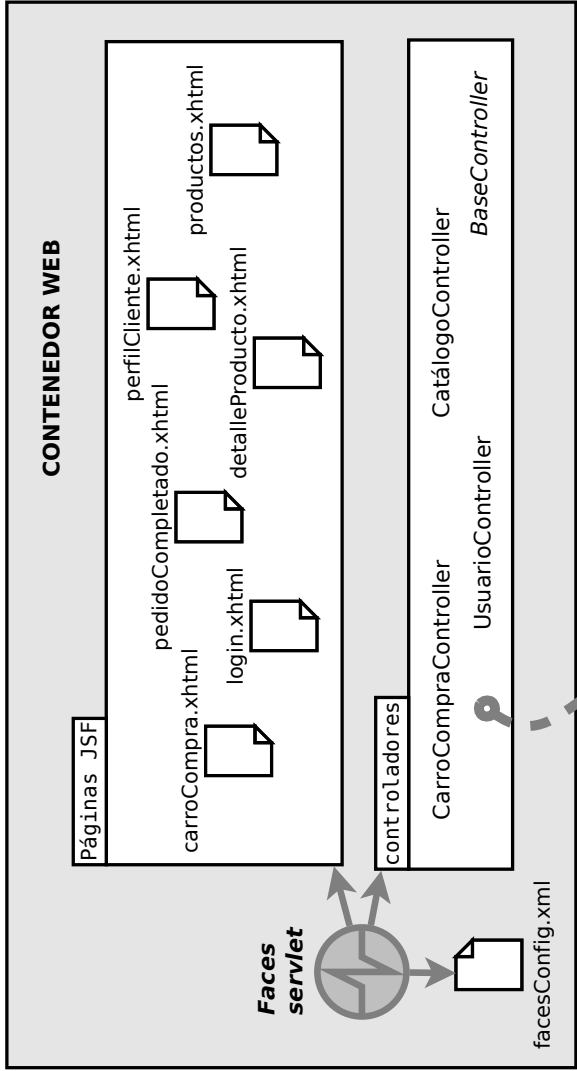 CONTENEDOR WEB
Páginas JSF
carroCompra.xhtml
login.xhtml
pedidoCompletado.xhtml
detalleProducto.xhtml
perfilCliente.xhtml
productos.xhtml
Faces
servlet
controladores
CarroCompraController
UsuarioController
CatálogoController
BaseController
facesConfig.xml